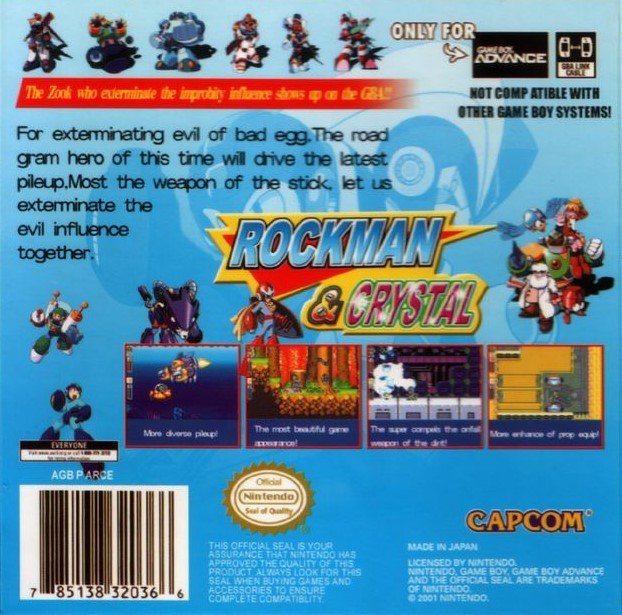 ONLY FOR
GAME BOY
ADVANCE
GBA LINK
CABLE
The Zook who exterminate the improbity influence shows up on the GBA!!
NOT COMP ATIBLE WITH
OTHER GAME BOY SYSTEMS!
For exterminating evil of bad egg,The road
gram hero of this time will drive the latest
pileup,Most the weapon of the stick, let us
exterminate the
evil influence
together.
ROCKMAN
& CRYSTAL
More diverse pileup!
The most beautiful game
appearance!
The super compels the onfall
weapon of the dint!
More enhance of prop equip!
EVERYONE
AGB P ARCE
Official
Nintendo
Seal of Quality
CAPCOM
THIS OFFICIAL SEAL IS YOUR
ASSURANCE THAT NINTENDO HAS
APPROVED THE QUALITY OF THIS
PRODUCT. ALWAYS LOOK FOR THIS
SEAL WHEN BUYING GAMES AND
ACCESSORIES TO ENSURE
COMPLETE COMPATIBILITY.
MADE IN JAPAN
LICENSED BY NINTENDO.
NINTENDO, GAME BOY, GAME BOY ADVANCE
AND THE OFFICIAL SEAL ARE TRADEMARKS
OF NINTENDO.
© 2001 NINTENDO.
7 85138 32036 6